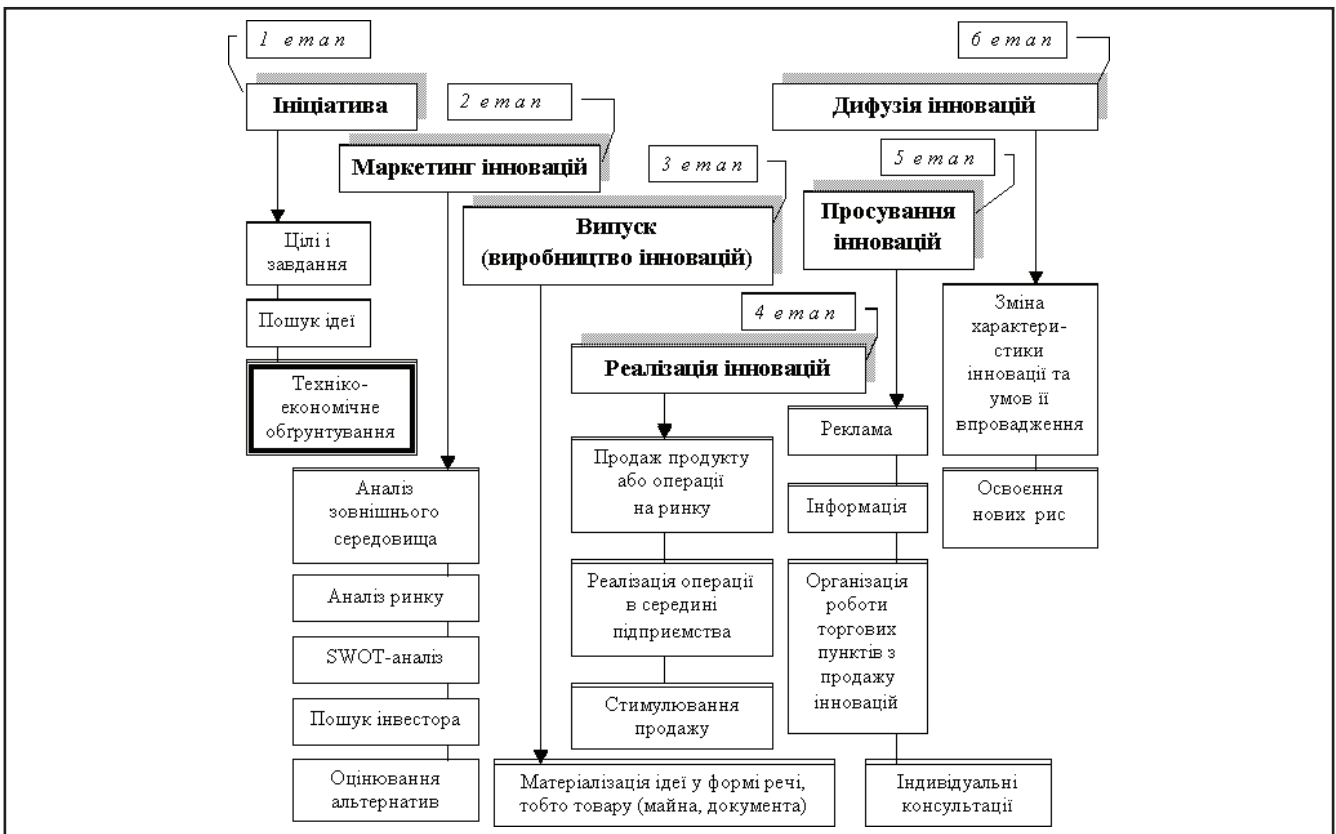 1 етап
Ініціатива
Цілі і
завдання
Пошук ідеї
Техніко-
економічне
обґрунтування
2 етап
Маркетинг інновацій
Аналіз
зовнішнього
середовища
Аналіз ринку
SWOT-аналіз
Пошук інвестора
Оцінювання
альтернатив
3 етап
Випуск
(виробництво інновацій)
Матеріалізація ідеї у формі речі,
тобто товару (майна, документа)
4 етап
Реалізація інновацій
Продаж продукту
або операції
на ринку
Реалізація операції
в середині
підприємства
Стимулювання
продажу
5 етап
Просування
інновацій
Реклама
Інформація
Організація
роботи
торгових
пунктів з
продажу
інновацій
Індивідуальні
консультації
6 етап
Дифузія інновацій
Зміна
характери-
стики
інновації та
умов її
впровадження
Освоєння
нових рис